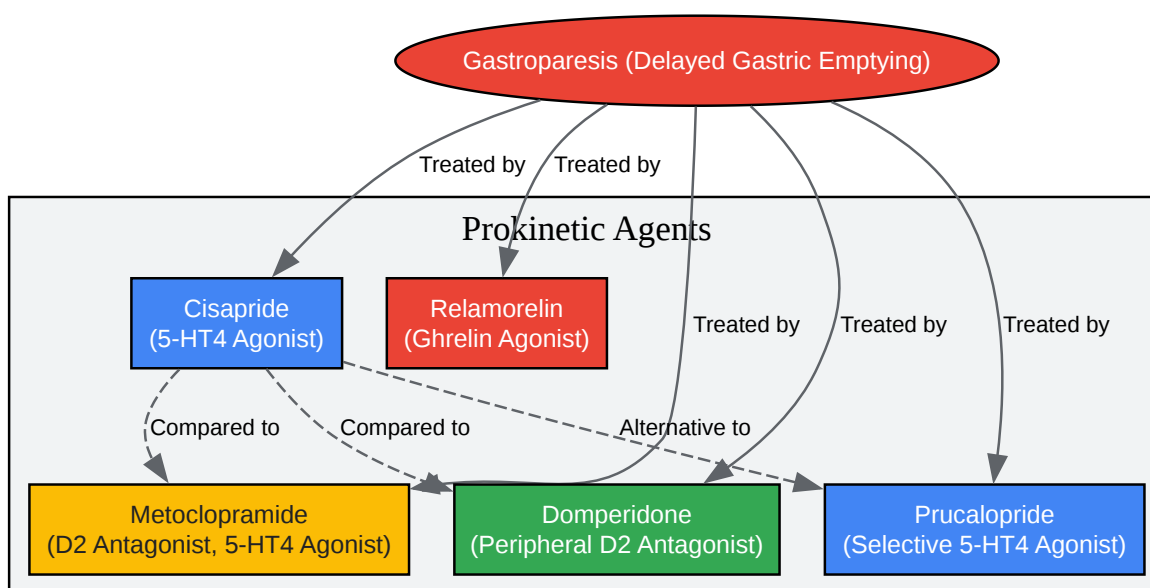 Gastroparesis (Delayed Gastric Emptying)
Treated by
Treated by
Prokinetic Agents
Cisapride
(5-HT4 Agonist)
Relamorelin
(Ghrelin Agonist)
Treated by
Treated by
Treated by
Compared to
Compared to
Alternative to
Metoclopramide
(D2 Antagonist, 5-HT4 Agonist)
Domperidone
(Peripheral D2 Antagonist)
Prucalopride
(Selective 5-HT4 Agonist)